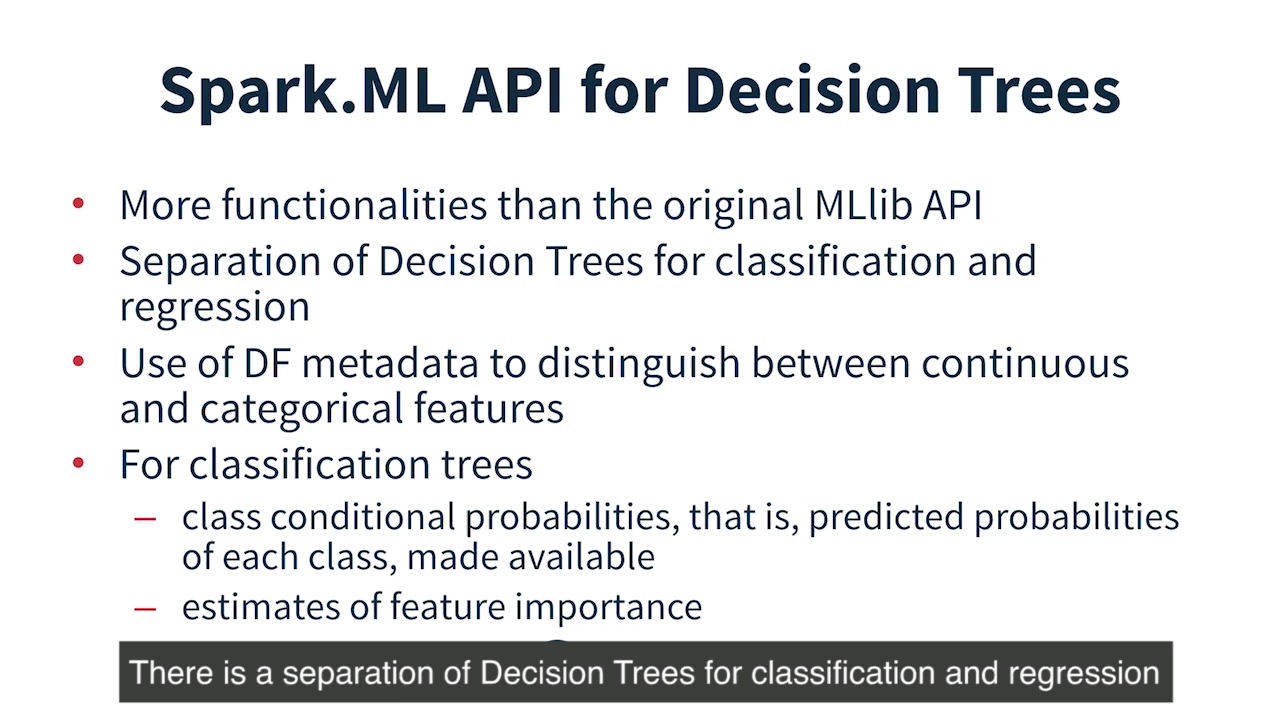 Spark.ML API for Decision Trees
• More functionalities than the original MLlib API
• Separation of Decision Trees for classification and
regression
• Use of DF metadata to distinguish between continuous
and categorical features
• For classification trees
– class conditional probabilities, that is, predicted probabilities
of each class, made available
– estimates of feature importance
There is a separation of Decision Trees for classification and regression